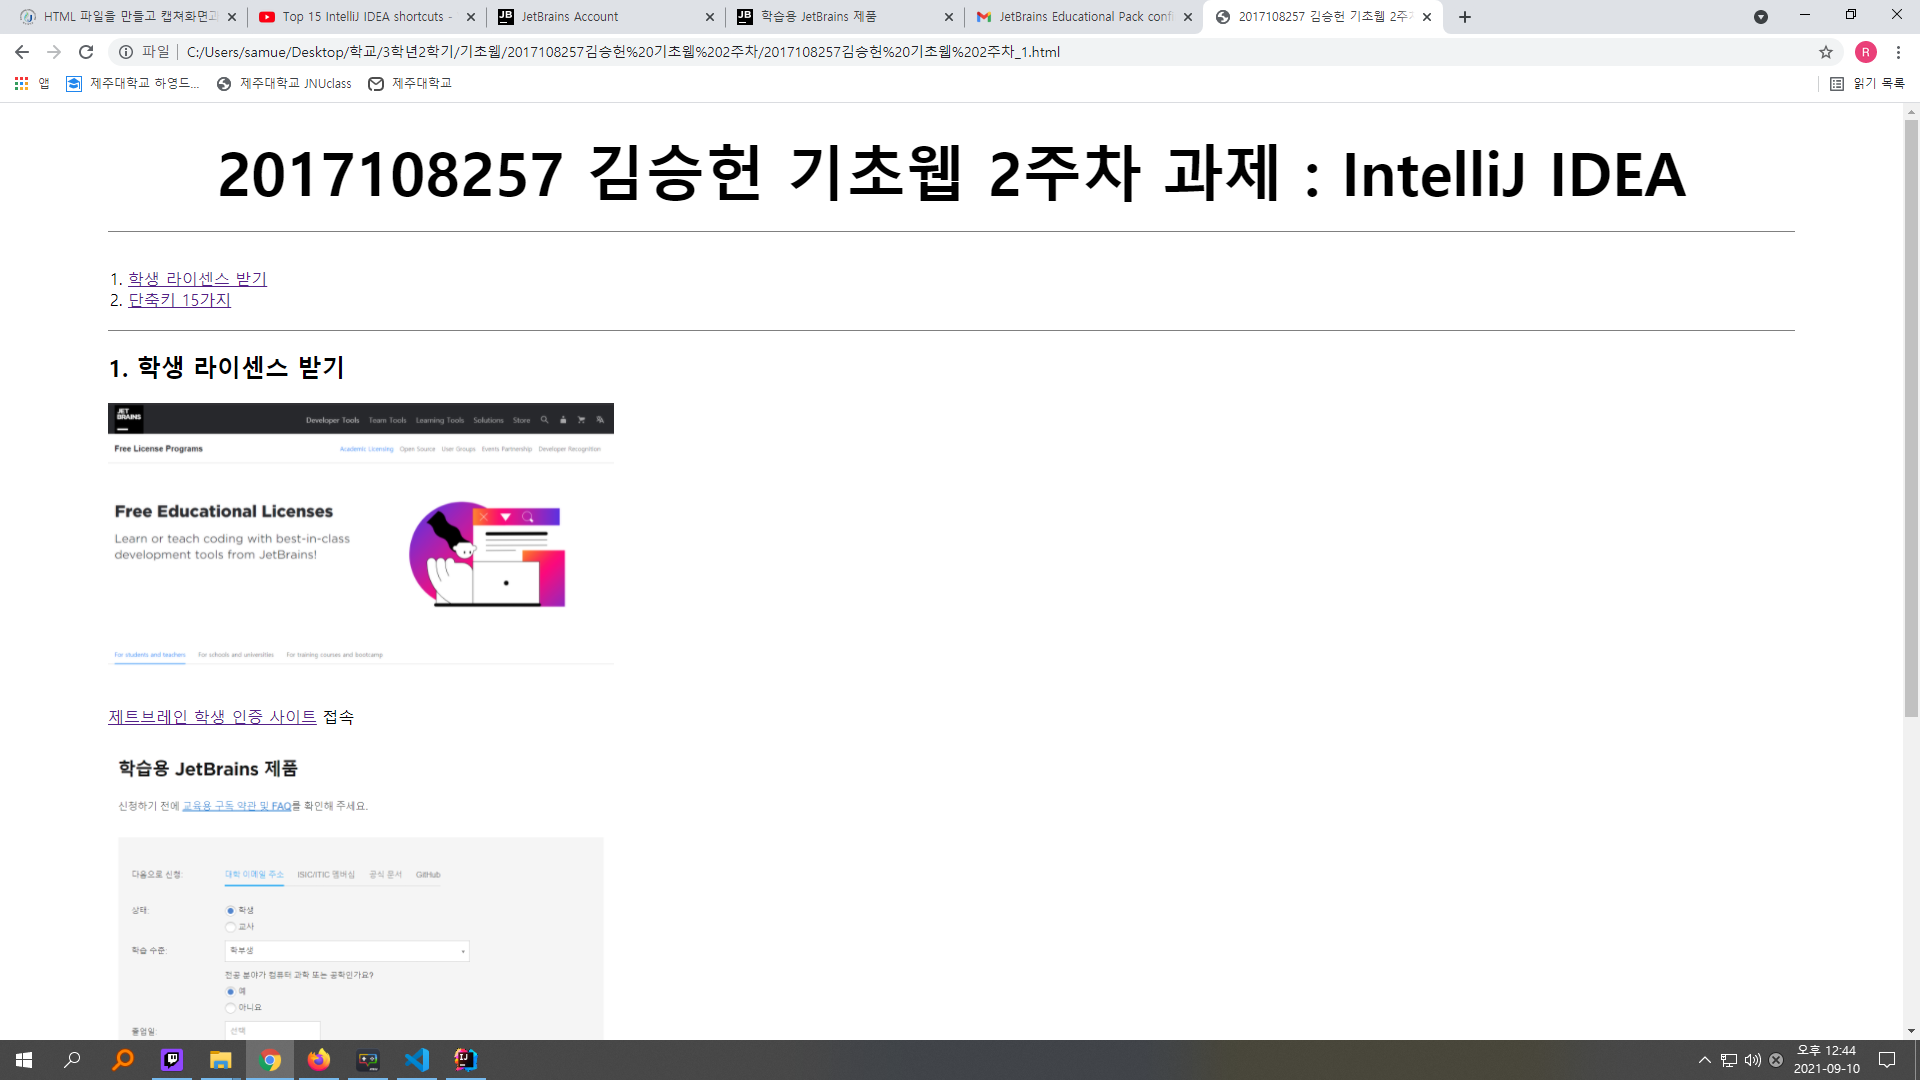 HTML 파일을 만들고 캡쳐화면과
Top 15 IntelliJ IDEA shortcuts -
JetBrains Account
학습용 JetBrains 제품
JetBrains Educational Pack confi
2017108257 김승헌 기초웹 2주차
파일
C:/Users/samue/Desktop/학교/3학년2학기/기초웹/2017108257김승헌%20기초웹%202주차/2017108257김승헌%20기초웹%202주차_1.html
R
앱
제주대학교 하영드...
제주대학교 JNUclass
제주대학교
읽기 목록
2017108257 김승헌 기초웹 2주차 과제 : IntelliJ IDEA
1. 학생 라이센스 받기
2. 단축키 15가지
1. 학생 라이센스 받기
JET BRAINS
Developer Tools Team Tools Learning Tools Solutions Store
Free License Programs
Academic Licensing Open Source User Groups Events Partnership Developer Recognition
Free Educational Licenses
Learn or teach coding with best-in-class
development tools from JetBrains!
For students and teachers For schools and universities For training courses and bootcamp
제트브레인 학생 인증 사이트 접속
학습용 JetBrains 제품
신청하기 전에 교육용 구독 약관 및 FAQ를 확인해 주세요.
다음으로 신청: 대학 이메일 주소 ISIC/ITIC 멤버십 공식 문서 GitHub
상태: 학생
교사
학습 수준: 학부생
전공 분야가 컴퓨터 과학 또는 공학인가요?
예
아니요
졸업일: 선택
오후 12:44
2021-09-10